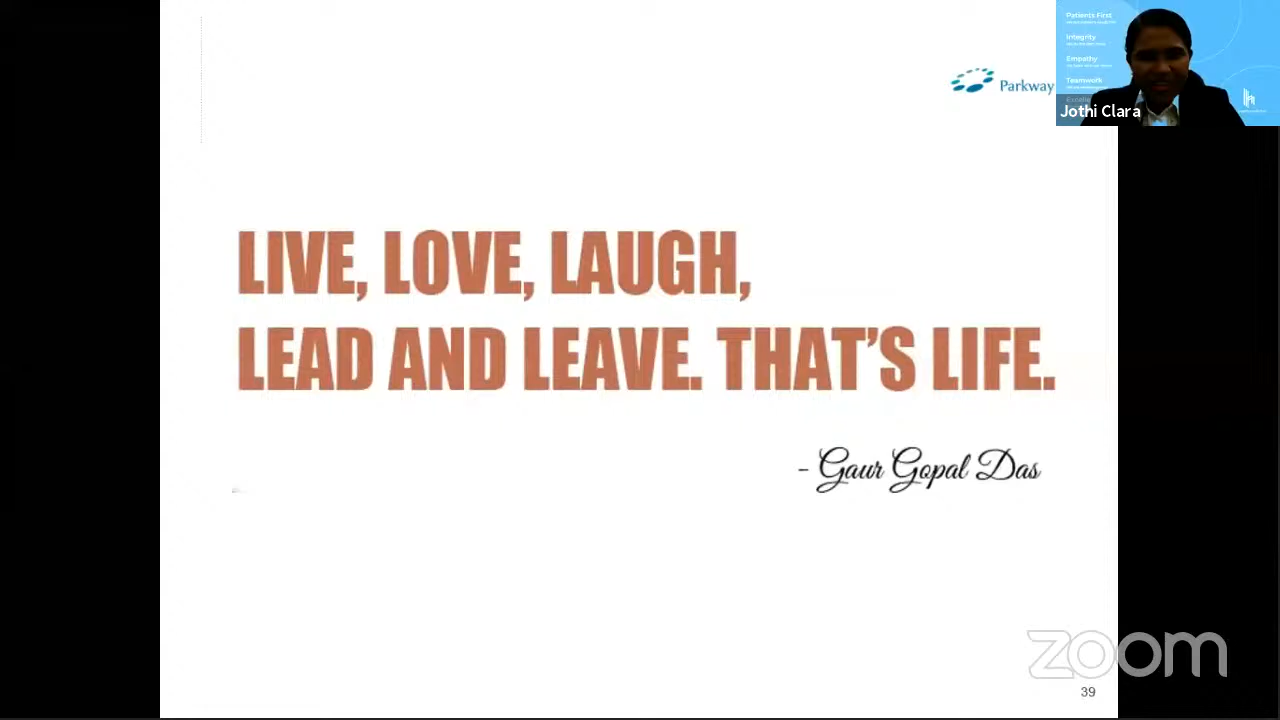 Patients First
Integrity
Empathy
Teamwork
Parkway
Jothi Clara
LIVE, LOVE, LAUGH,
LEAD AND LEAVE. THAT'S LIFE.
- Gaur Gopal Das
zoom
39